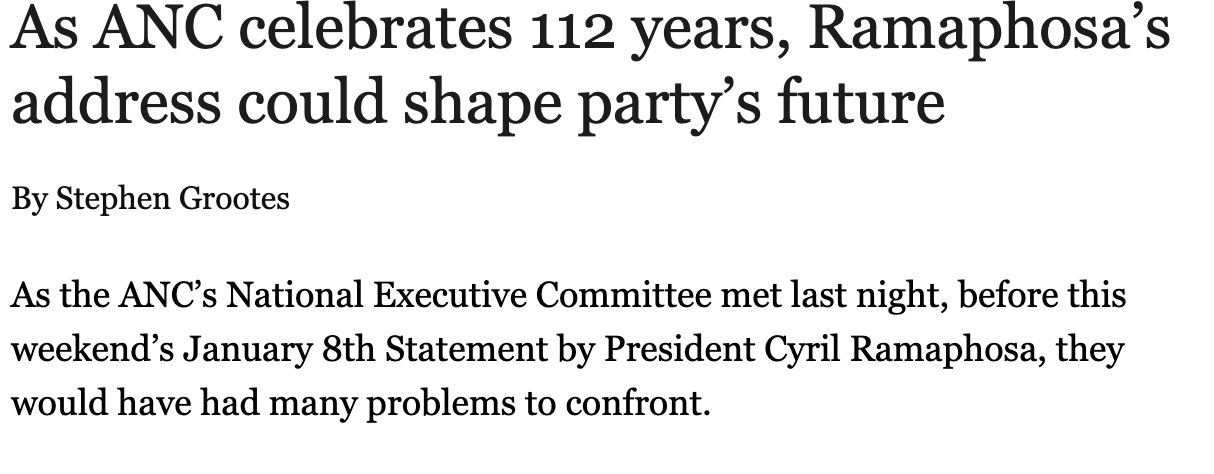 As ANC celebrates 112 years, Ramaphosa’s
address could shape party’s future
By Stephen Grootes
As the ANC’s National Executive Committee met last night, before this
weekend’s January 8th Statement by President Cyril Ramaphosa, they
would have had many problems to confront.